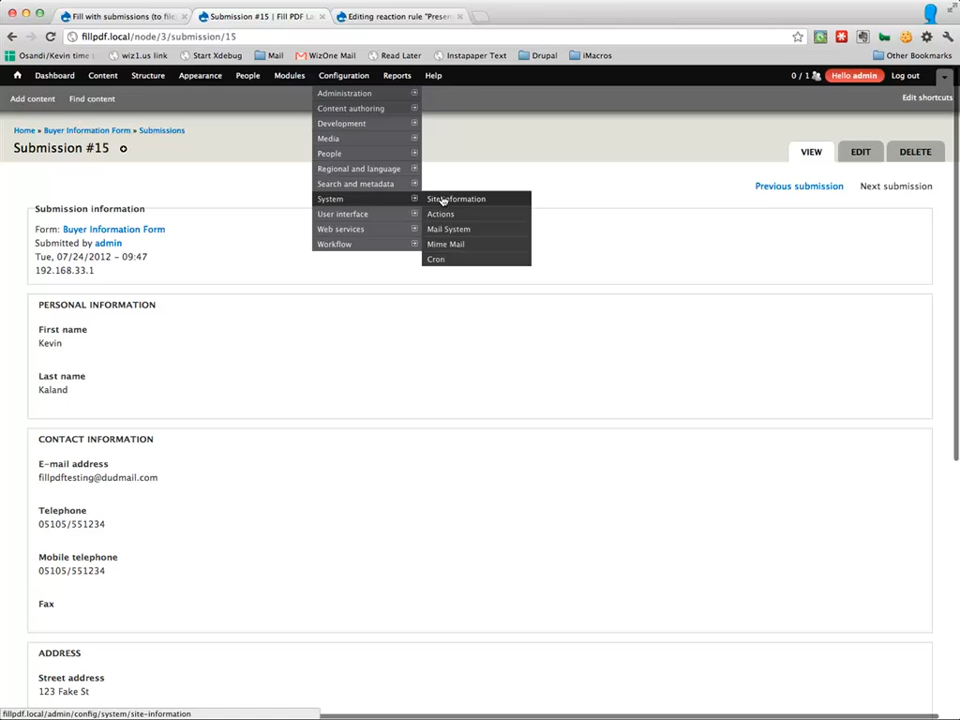 Fill with submissions (to file
Submission #15 | Fill PDF La
Editing reaction rule "Presen
fillpdf.local/node/3/submission/15
Osandi/Kevin time
wiz1.us link
Start Xdebug
Mail
WizOne Mail
Read Later
Instapaper Text
Drupal
iMacros
Other Bookmarks
Dashboard
Content
Structure
Appearance
People
Modules
Configuration
Reports
Help
0 / 1
Hello admin
Log out
Add content
Find content
Edit shortcuts
Administration
Content authoring
Development
Media
People
Regional and language
Search and metadata
System
User interface
Web services
Workflow
Site information
Actions
Mail System
Mime Mail
Cron
Home » Buyer Information Form » Submissions
Submission #15
VIEW
EDIT
DELETE
Previous submission
Next submission
Submission information
Form: Buyer Information Form
Submitted by admin
Tue, 07/24/2012 - 09:47
192.168.33.1
PERSONAL INFORMATION
First name
Kevin
Last name
Kaland
CONTACT INFORMATION
E-mail address
fillpdftesting@dudmail.com
Telephone
05105/551234
Mobile telephone
05105/551234
Fax
ADDRESS
Street address
123 Fake St
fillpdf.local/admin/config/system/site-information